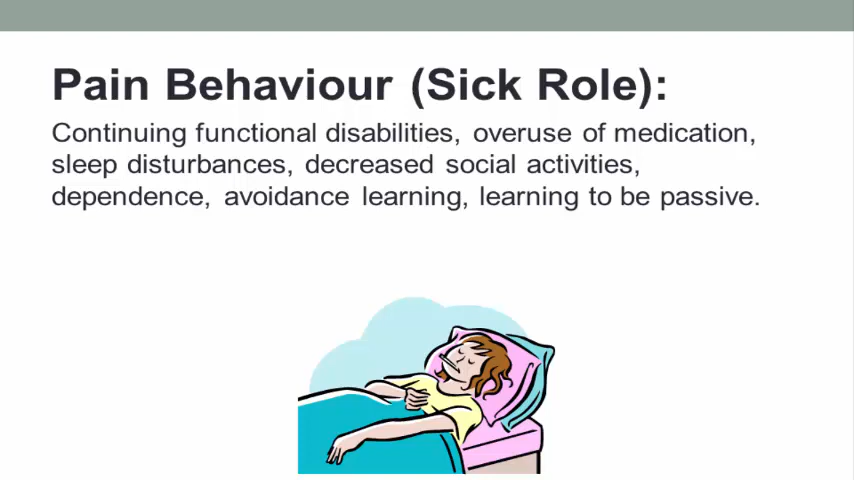 Pain Behaviour (Sick Role):
Continuing functional disabilities, overuse of medication,
sleep disturbances, decreased social activities,
dependence, avoidance learning, learning to be passive.